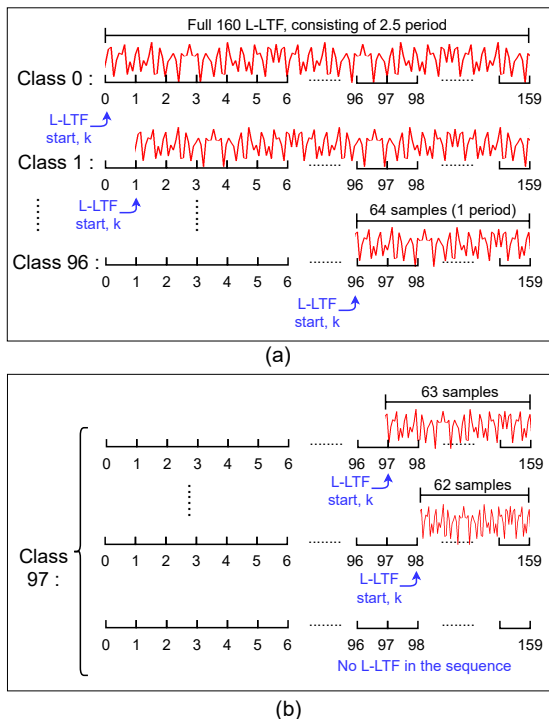 Full 160 L-LTF, consisting of 2.5 period
Class 0 :
0 1 2 3 4 5 6 ........ 96 97 98 ........ 159
L-LTF
start, k
Class 1 :
0 1 2 3 4 5 6 ........ 96 97 98 ........ 159
L-LTF
start, k
64 samples (1 period)
Class 96 :
0 1 2 3 4 5 6 ........ 96 97 98 ........ 159
L-LTF
start, k
(a)
63 samples
0 1 2 3 4 5 6 ........ 96 97 98 ........ 159
L-LTF
start, k
62 samples
Class
97 :
0 1 2 3 4 5 6 ........ 96 97 98 ........ 159
L-LTF
start, k
0 1 2 3 4 5 6 ........ 96 97 98 ........ 159
No L-LTF in the sequence
(b)